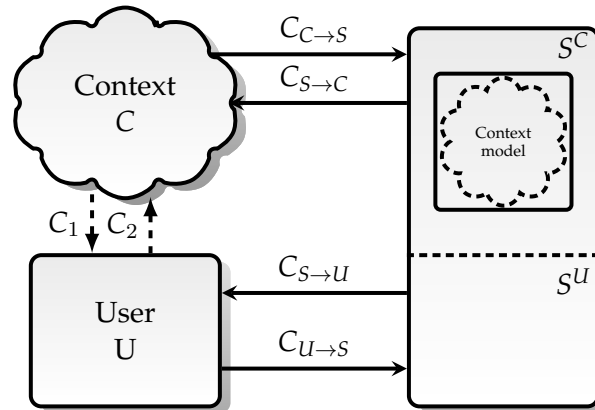 C_{C→S}
S^C
Context
C
C_{S→C}
Context
model
C_1 C_2
C_{S→U}
S^U
User
U
C_{U→S}